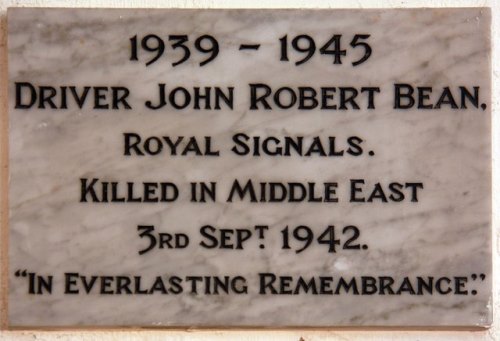 1939 - 1945
DRIVER JOHN ROBERT BEAN,
ROYAL SIGNALS.
KILLED IN MIDDLE EAST
3RD SEPT. 1942.
"IN EVERLASTING REMEMBRANCE."